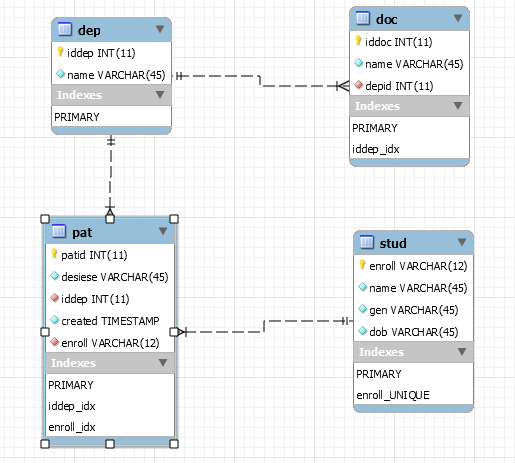 dep
iddep INT(11)
name VARCHAR(45)
Indexes
PRIMARY
doc
iddoc INT(11)
name VARCHAR(45)
depid INT(11)
Indexes
PRIMARY
iddep_idx
pat
patid INT(11)
desiese VARCHAR(45)
iddep INT(11)
created TIMESTAMP
enroll VARCHAR(12)
Indexes
PRIMARY
iddep_idx
enroll_idx
stud
enroll VARCHAR(12)
name VARCHAR(45)
gen VARCHAR(45)
dob VARCHAR(45)
Indexes
PRIMARY
enroll_UNIQUE